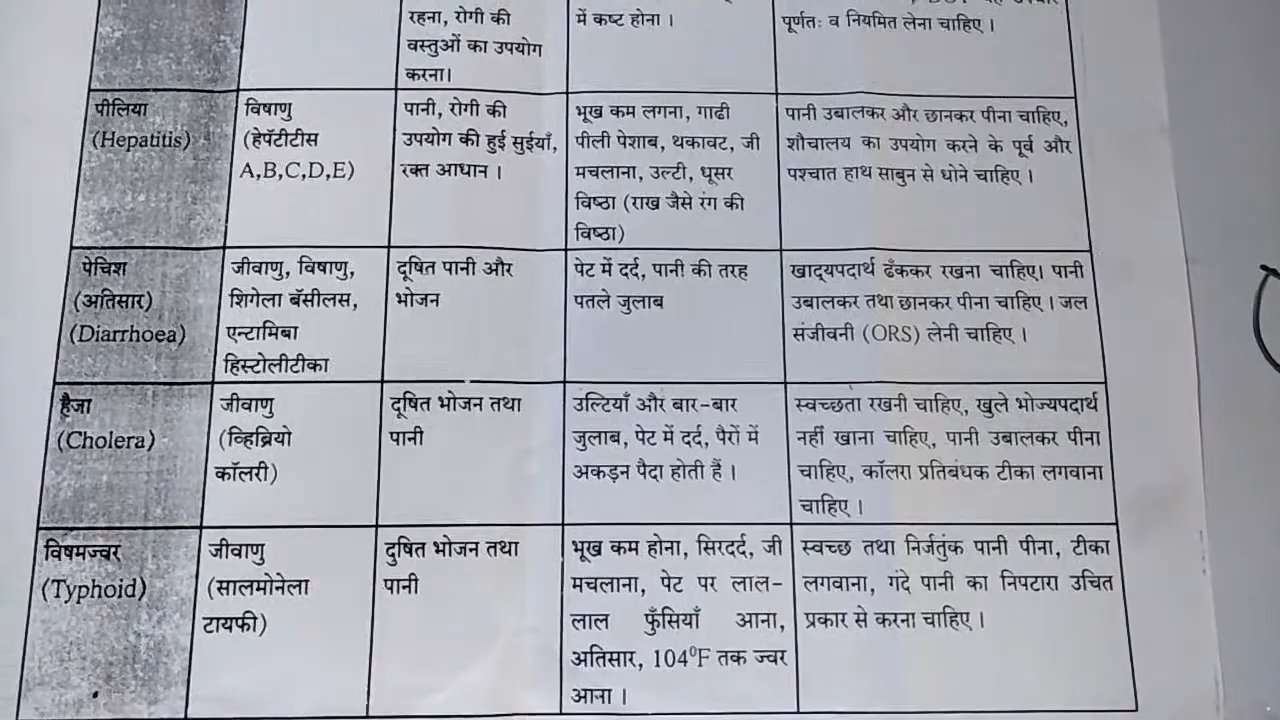 रहना, रोगी की
वस्तुओं का उपयोग
करना।
में कष्ट होना ।
पूर्णतः व नियमित लेना चाहिए ।
पीलिया
(Hepatitis)
विषाणु
(हेपॅटीटीस
A,B,C,D,E)
पानी, रोगी की
उपयोग की हुई सुईयाँ,
रक्त आधान ।
भूख कम लगना, गाढी
पीली पेशाब, थकावट, जी
मचलाना, उल्टी, धूसर
विष्ठा (राख जैसे रंग की
विष्ठा)
पानी उबालकर और छानकर पीना चाहिए,
शौचालय का उपयोग करने के पूर्व और
पश्चात हाथ साबुन से धोने चाहिए ।
पेचिश
(अतिसार)
(Diarrhoea)
जीवाणु, विषाणु,
शिगेला बॅसीलस,
एन्टामिबा
हिस्टोलीटीका
दूषित पानी और
भोजन
पेट में दर्द, पानी की तरह
पतले जुलाब
खाद्यपदार्थ ढँककर रखना चाहिए। पानी
उबालकर तथा छानकर पीना चाहिए । जल
संजीवनी (ORS) लेनी चाहिए ।
हैजा
(Cholera)
जीवाणु
(व्हिब्रियो
कॉलरी)
दूषित भोजन तथा
पानी
उल्टियाँ और बार-बार
जुलाब, पेट में दर्द, पैरों में
अकड़न पैदा होती हैं ।
स्वच्छता रखनी चाहिए, खुले भोज्यपदार्थ
नहीं खाना चाहिए, पानी उबालकर पीना
चाहिए, कॉलरा प्रतिबंधक टीका लगवाना
चाहिए ।
विषमज्वर
(Typhoid)
जीवाणु
(सालमोनेला
टायफी)
दुषित भोजन तथा
पानी
भूख कम होना, सिरदर्द, जी
मचलाना, पेट पर लाल-
लाल फुँसियाँ आना,
अतिसार, 104⁰F तक ज्वर
आना ।
स्वच्छ तथा निर्जतुंक पानी पीना, टीका
लगवाना, गंदे पानी का निपटारा उचित
प्रकार से करना चाहिए ।